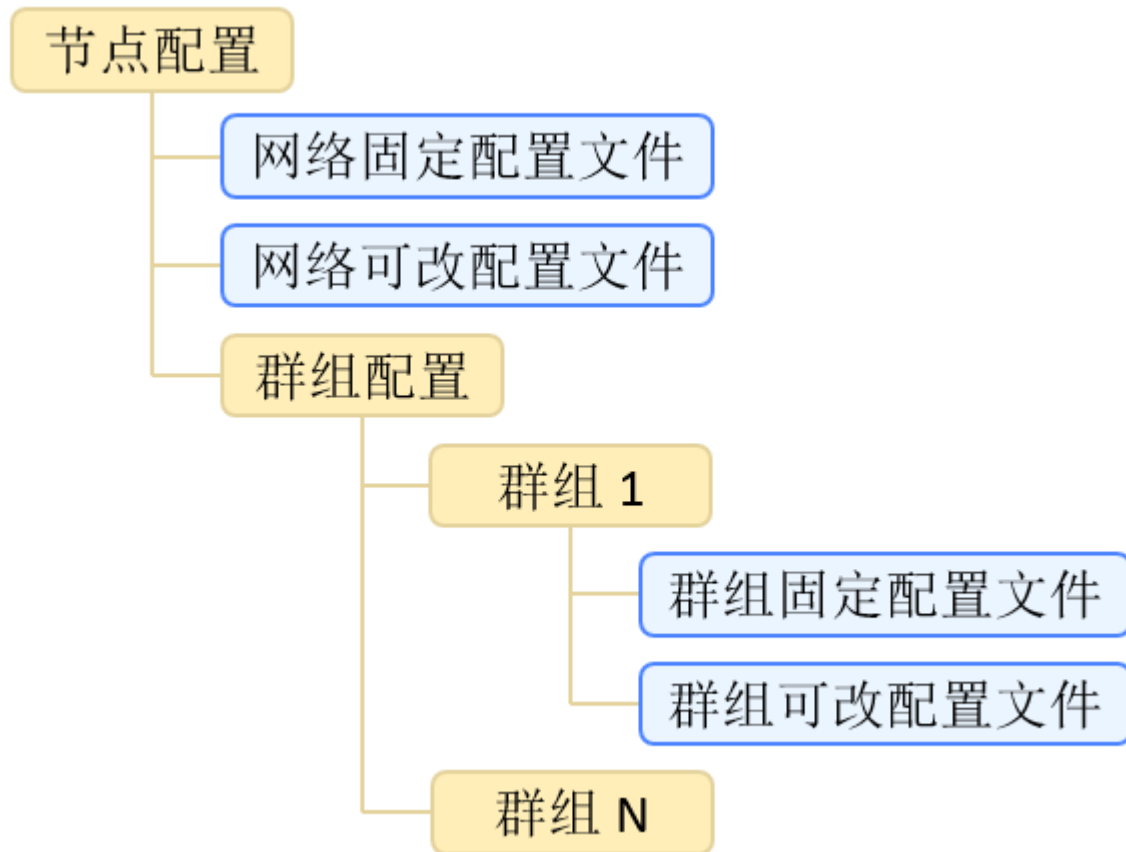 节点配置
网络固定配置文件
网络可改配置文件
群组配置
群组 1
群组固定配置文件
群组可改配置文件
群组 N